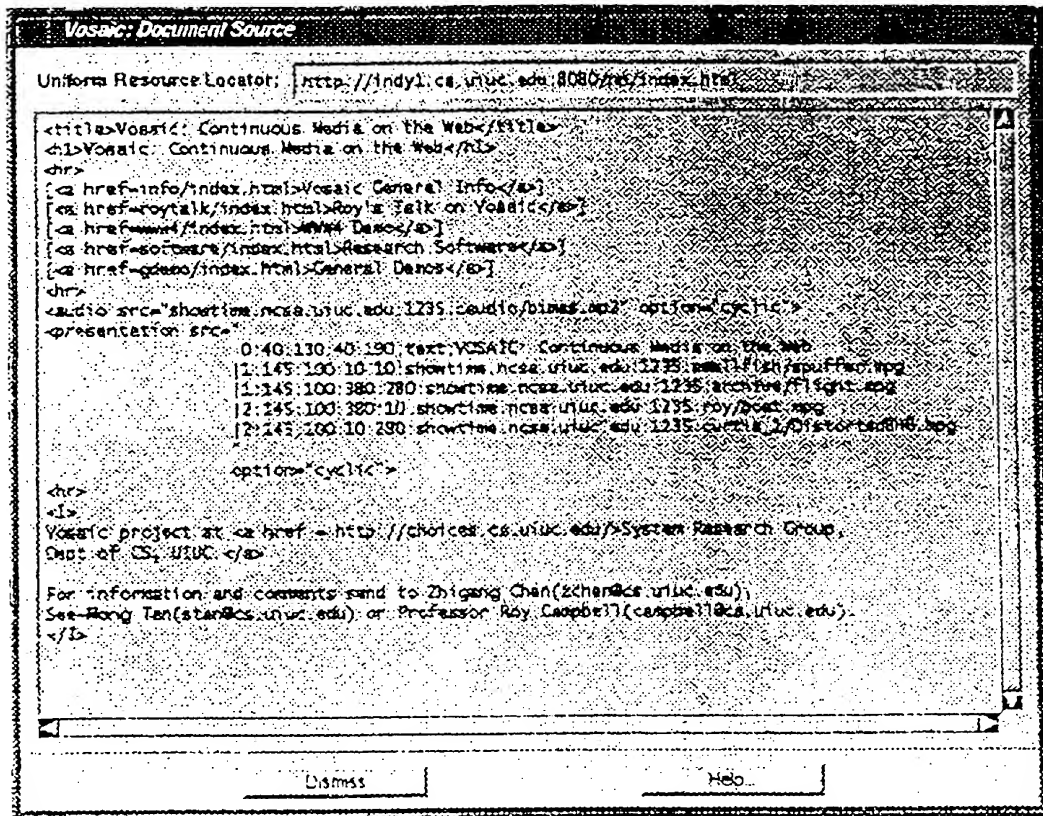 Vosaic: Document Source
Uniform Resource Locator: http://indy1.cs.uiuc.edu:8080/ index.html
<title>Vosaic: Continuous Media on the Web</title>
<h1>Vosaic: Continuous Media on the Web</h1>
<hr>
[<a href=info/index.html>Vosaic General Info</a>]
[<a href=roytalk/index.html>Roy's Talk on Vosaic</a>]
[<a href=www4/index.html>WWW4 Demo</a>]
[<a href=software/index.html>Research Software</a>]
[<a href=gdemo/index.html>General Demos</a>]
<hr>
<audio src="showtime.ncsa.uiuc.edu:1235: option="cyclic">
<presentation src="
0:40:130:40:190:text:VOSAIC: Continuous Media on the Web
|1:145:100:10:10:showtime.ncsa.uiuc.edu:1235:smallfish/spuffed.mpg
|1:145:100:380:280:showtime.ncsa.uiuc.edu:1235:archive/flight.mpg
|2:145:100:380:10:showtime.ncsa.uiuc.edu:1235:roy/boat.mpg
|2:145:100:10:280:showtime.ncsa.uiuc.edu:1235:curtis_1/
"
option="cyclic">
<hr>
<I>
Vosaic project at <a href = http://choices.cs.uiuc.edu/>System Research Group,
Dept of CS, UIUC.</a>
For information and comments send to Zhigang Chen(zchen@cs.uiuc.edu),
See-Mong Tan(stan@cs.uiuc.edu) or Professor Roy Campbell(campbell@cs.uiuc.edu).
</I>
Dismiss
Help...